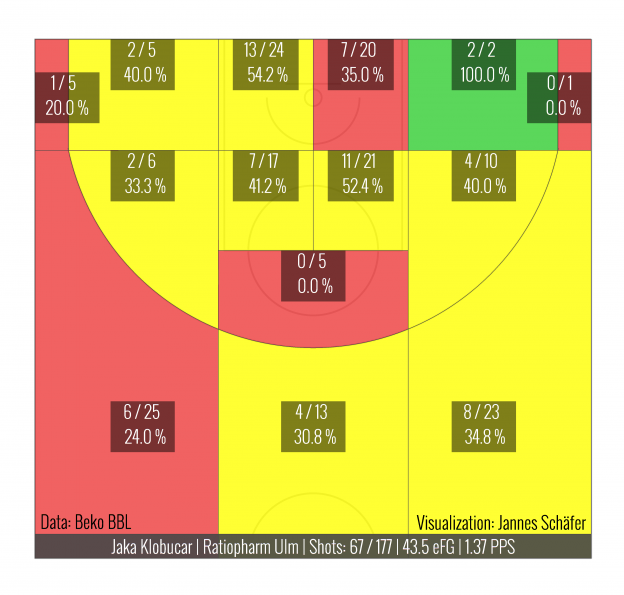 2 / 5
40.0 %
13 / 24
54.2 %
7 / 20
35.0 %
2 / 2
100.0 %
1 / 5
20.0 %
0 / 1
0.0 %
2 / 6
33.3 %
7 / 17
41.2 %
11 / 21
52.4 %
4 / 10
40.0 %
0 / 5
0.0 %
6 / 25
24.0 %
4 / 13
30.8 %
8 / 23
34.8 %
Data: Beko BBL
Visualization: Jannes Schäfer
Jaka Klobucar | Ratiopharm Ulm | Shots: 67 / 177 | 43.5 eFG | 1.37 PPS